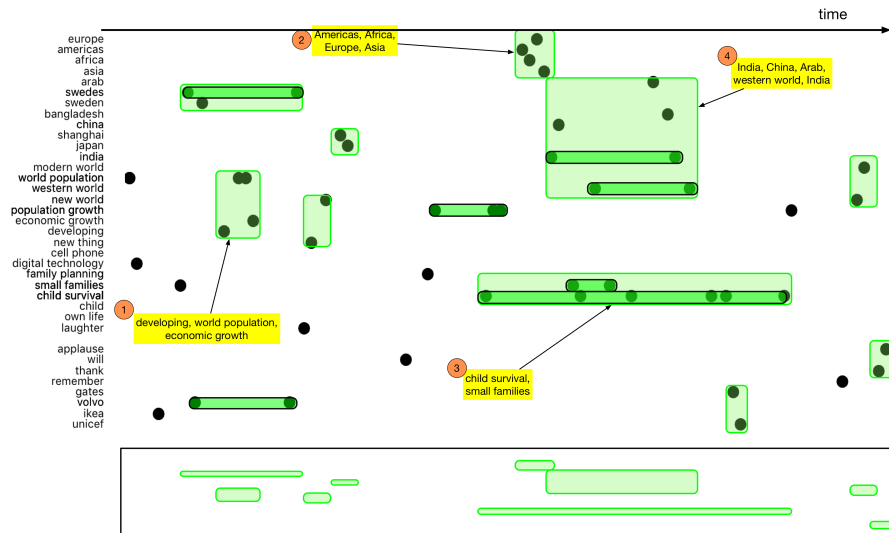 time
europe
americas
africa
asia
arab
swedes
sweden
bangladesh
china
shanghai
japan
india
modern world
world population
western world
new world
population growth
economic growth
developing
new thing
cell phone
digital technology
family planning
small families
child survival
child
own life
laughter
applause
will
thank
remember
gates
volvo
ikea
unicef
2
Americas, Africa,
Europe, Asia
4
India, China, Arab,
western world, India
1
developing, world population,
economic growth
3
child survival,
small families